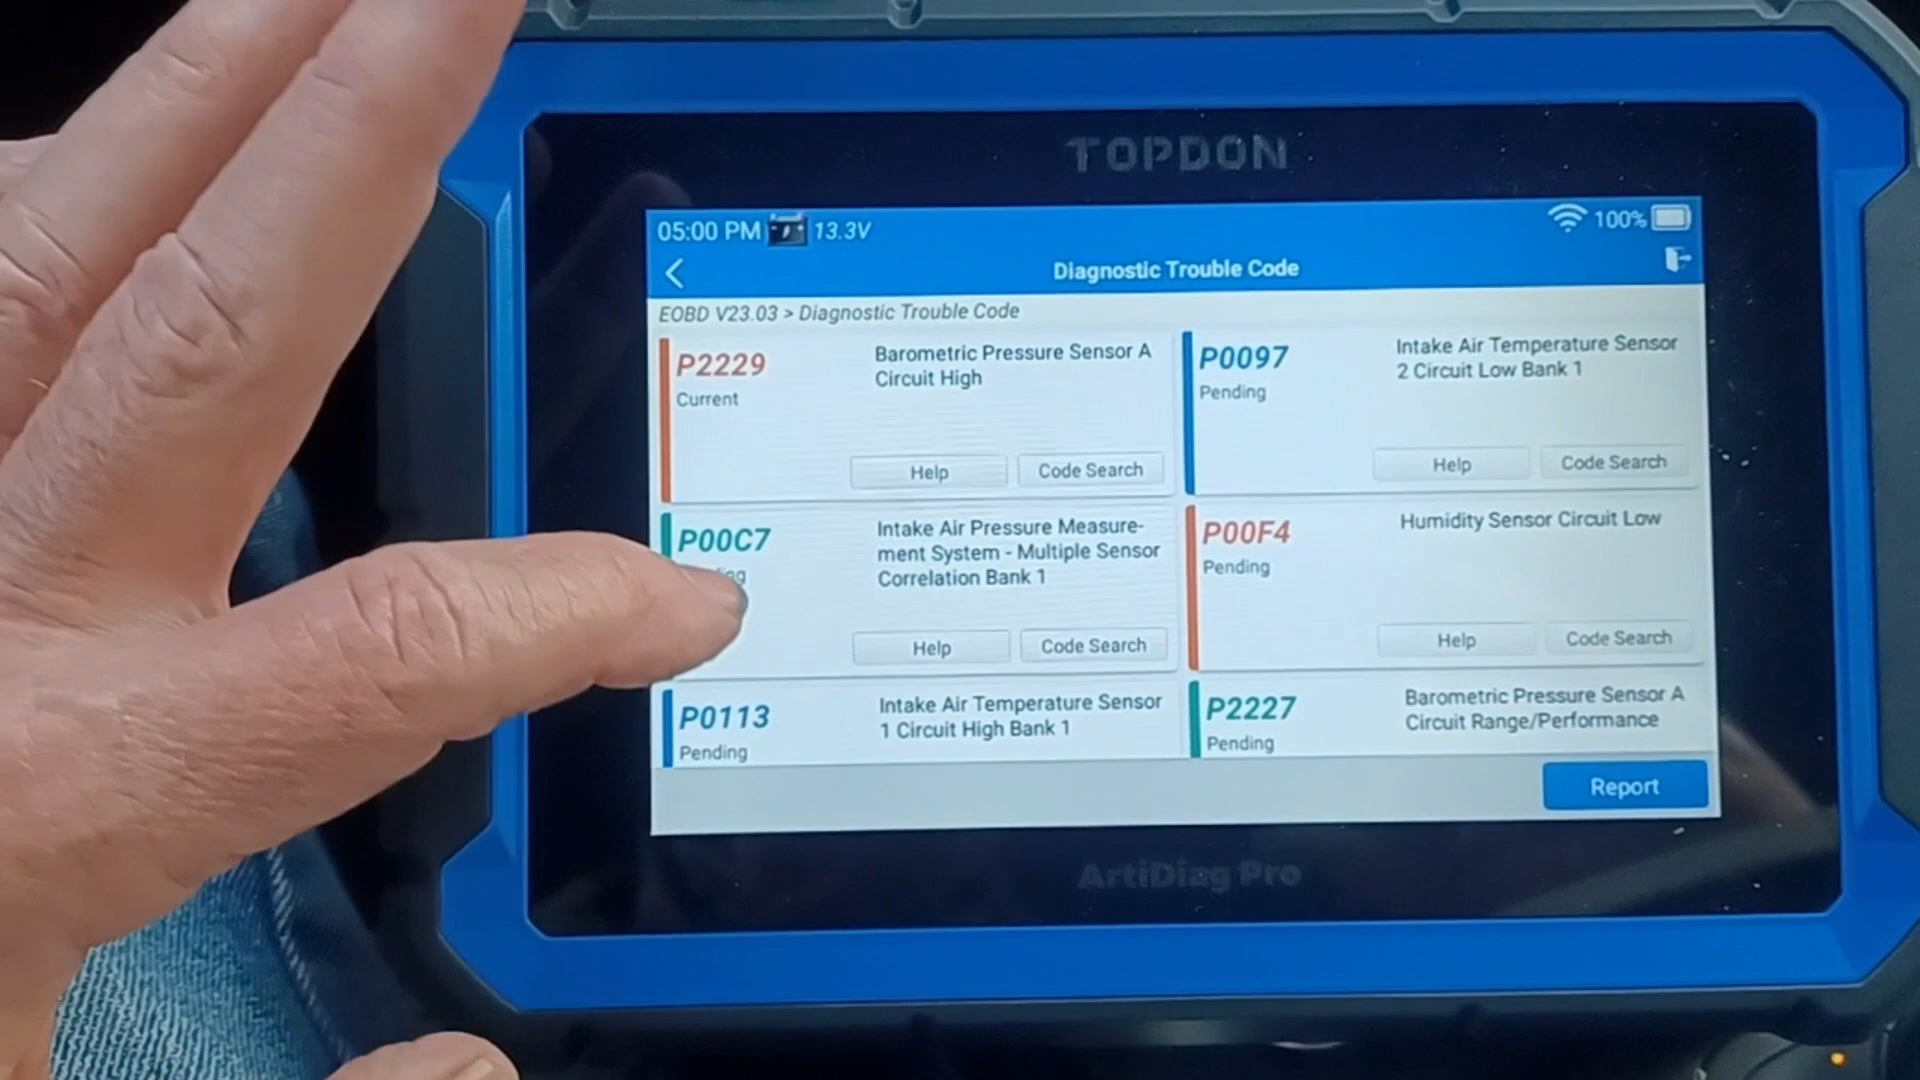 TOPDON
05:00 PM 13.3V 100%
Diagnostic Trouble Code
EOBD V23.03 > Diagnostic Trouble Code
P2229
Current
Barometric Pressure Sensor A
Circuit High
Help Code Search
P0097
Pending
Intake Air Temperature Sensor
2 Circuit Low Bank 1
Help Code Search
P00C7
ing
Intake Air Pressure Measure-
ment System - Multiple Sensor
Correlation Bank 1
Help Code Search
P00F4
Pending
Humidity Sensor Circuit Low
Help Code Search
P0113
Pending
Intake Air Temperature Sensor
1 Circuit High Bank 1
P2227
Pending
Barometric Pressure Sensor A
Circuit Range/Performance
Report
ArtiDiag Pro